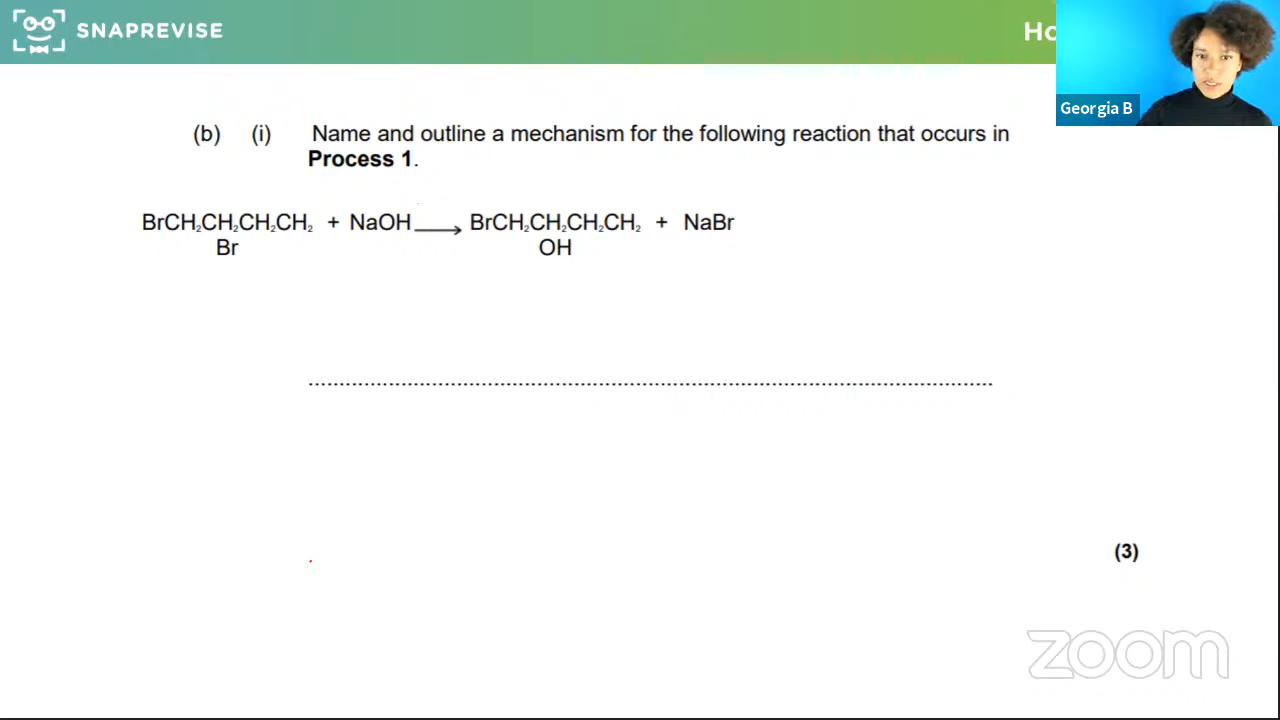 SNAPREVISE
Ho
Georgia B
(b) (i) Name and outline a mechanism for the following reaction that occurs in
Process 1.
BrCH₂CH₂CH₂CH₂ + NaOH → BrCH₂CH₂CH₂CH₂ + NaBr
Br OH
(3)
zoom